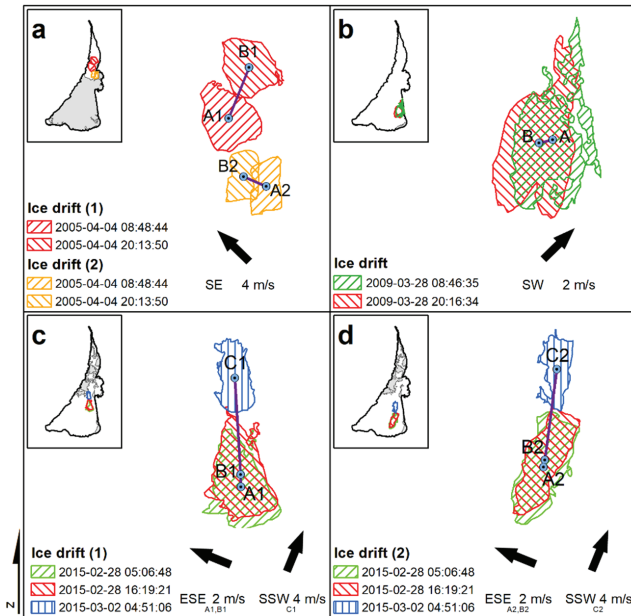 a
B1
A1
B2
A2
Ice drift (1)
2005-04-04 08:48:44
2005-04-04 20:13:50
Ice drift (2)
2005-04-04 08:48:44
2005-04-04 20:13:50
SE 4 m/s
b
B A
Ice drift
2009-03-28 08:46:35
2009-03-28 20:16:34
SW 2 m/s
c
C1
B1
A1
Ice drift (1)
2015-02-28 05:06:48
2015-02-28 16:19:21
2015-03-02 04:51:06
ESE 2 m/s SSW 4 m/s
A1,B1 C1
d
C2
B2
A2
Ice drift (2)
2015-02-28 05:06:48
2015-02-28 16:19:21
2015-03-02 04:51:06
ESE 2 m/s SSW 4 m/s
A2,B2 C2
N